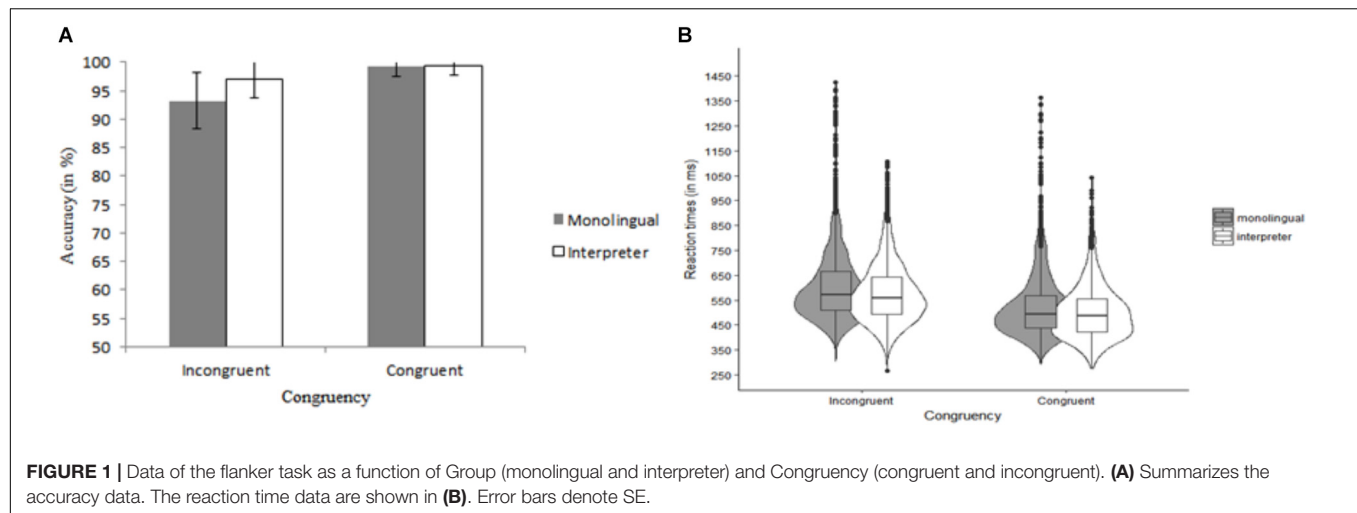 A
100
95
90
85
80
75
70
65
60
55
50
Accuracy (in %)
Incongruent
Congruent
Congruency
Monolingual
Interpreter
B
1450
1350
1250
1150
1050
950
850
750
650
550
450
350
250
Reaction times (in ms)
Incongruent
Congruent
Congruency
monolingual
interpreter
FIGURE 1 | Data of the flanker task as a function of Group (monolingual and interpreter) and Congruency (congruent and incongruent). (A) Summarizes the
accuracy data. The reaction time data are shown in (B). Error bars denote SE.